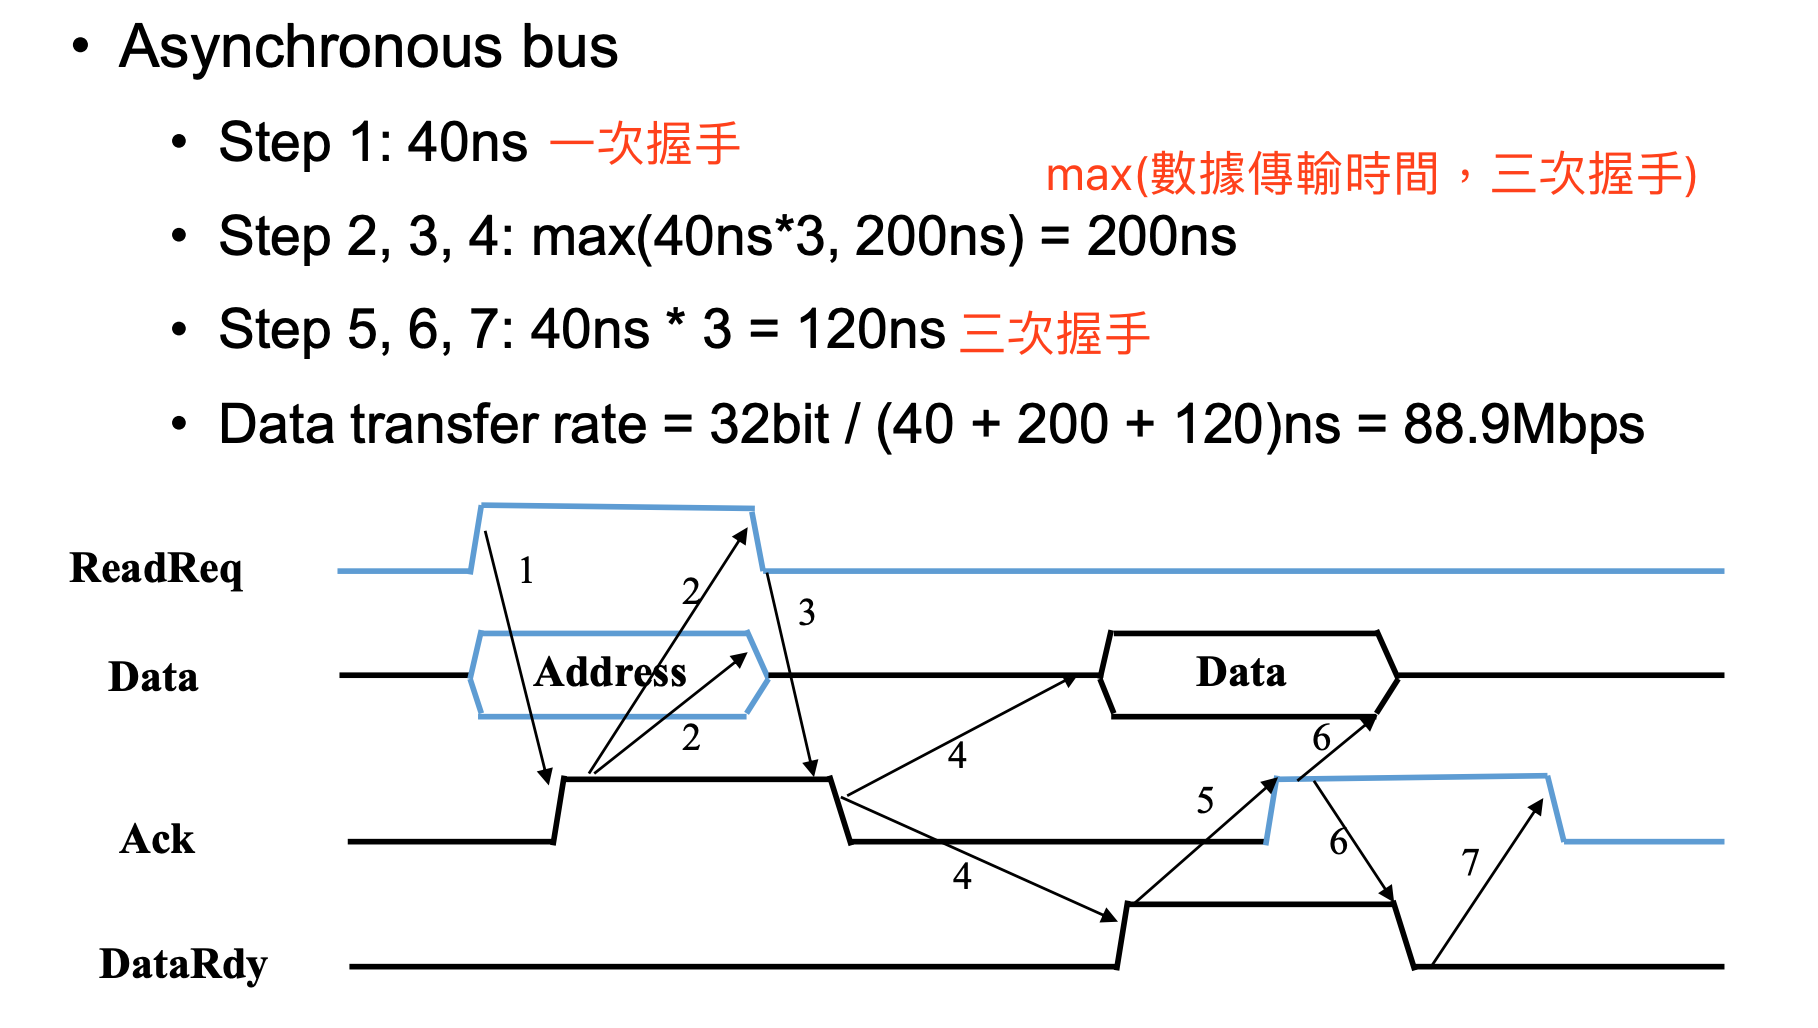 • Asynchronous bus
• Step 1: 40ns 一次握手
max(數據傳輸時間，三次握手)
• Step 2, 3, 4: max(40ns*3, 200ns) = 200ns
• Step 5, 6, 7: 40ns * 3 = 120ns 三次握手
• Data transfer rate = 32bit / (40 + 200 + 120)ns = 88.9Mbps
ReadReq
1
2
3
Data
Address
Data
2
4
6
Ack
5
6
7
4
DataRdy